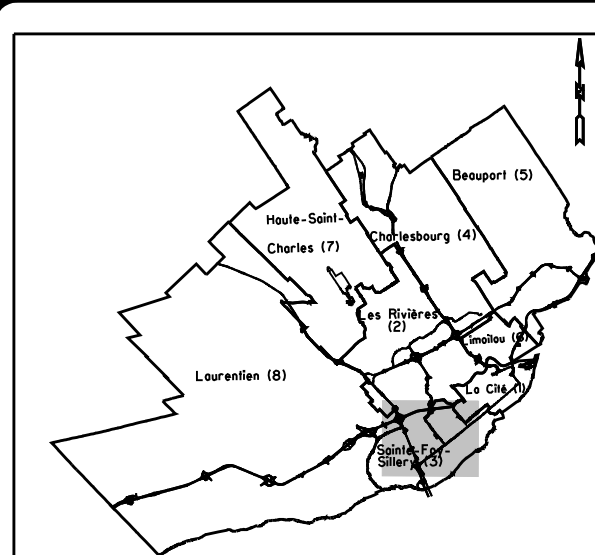 Beauport (5)
Haute-Saint-
Charles (7)
Charlesbourg (4)
Les Rivières
(2)
Limoilou (6)
Laurentien (8)
La Cité (1)
Sainte-Foy-
Sillery (3)
N